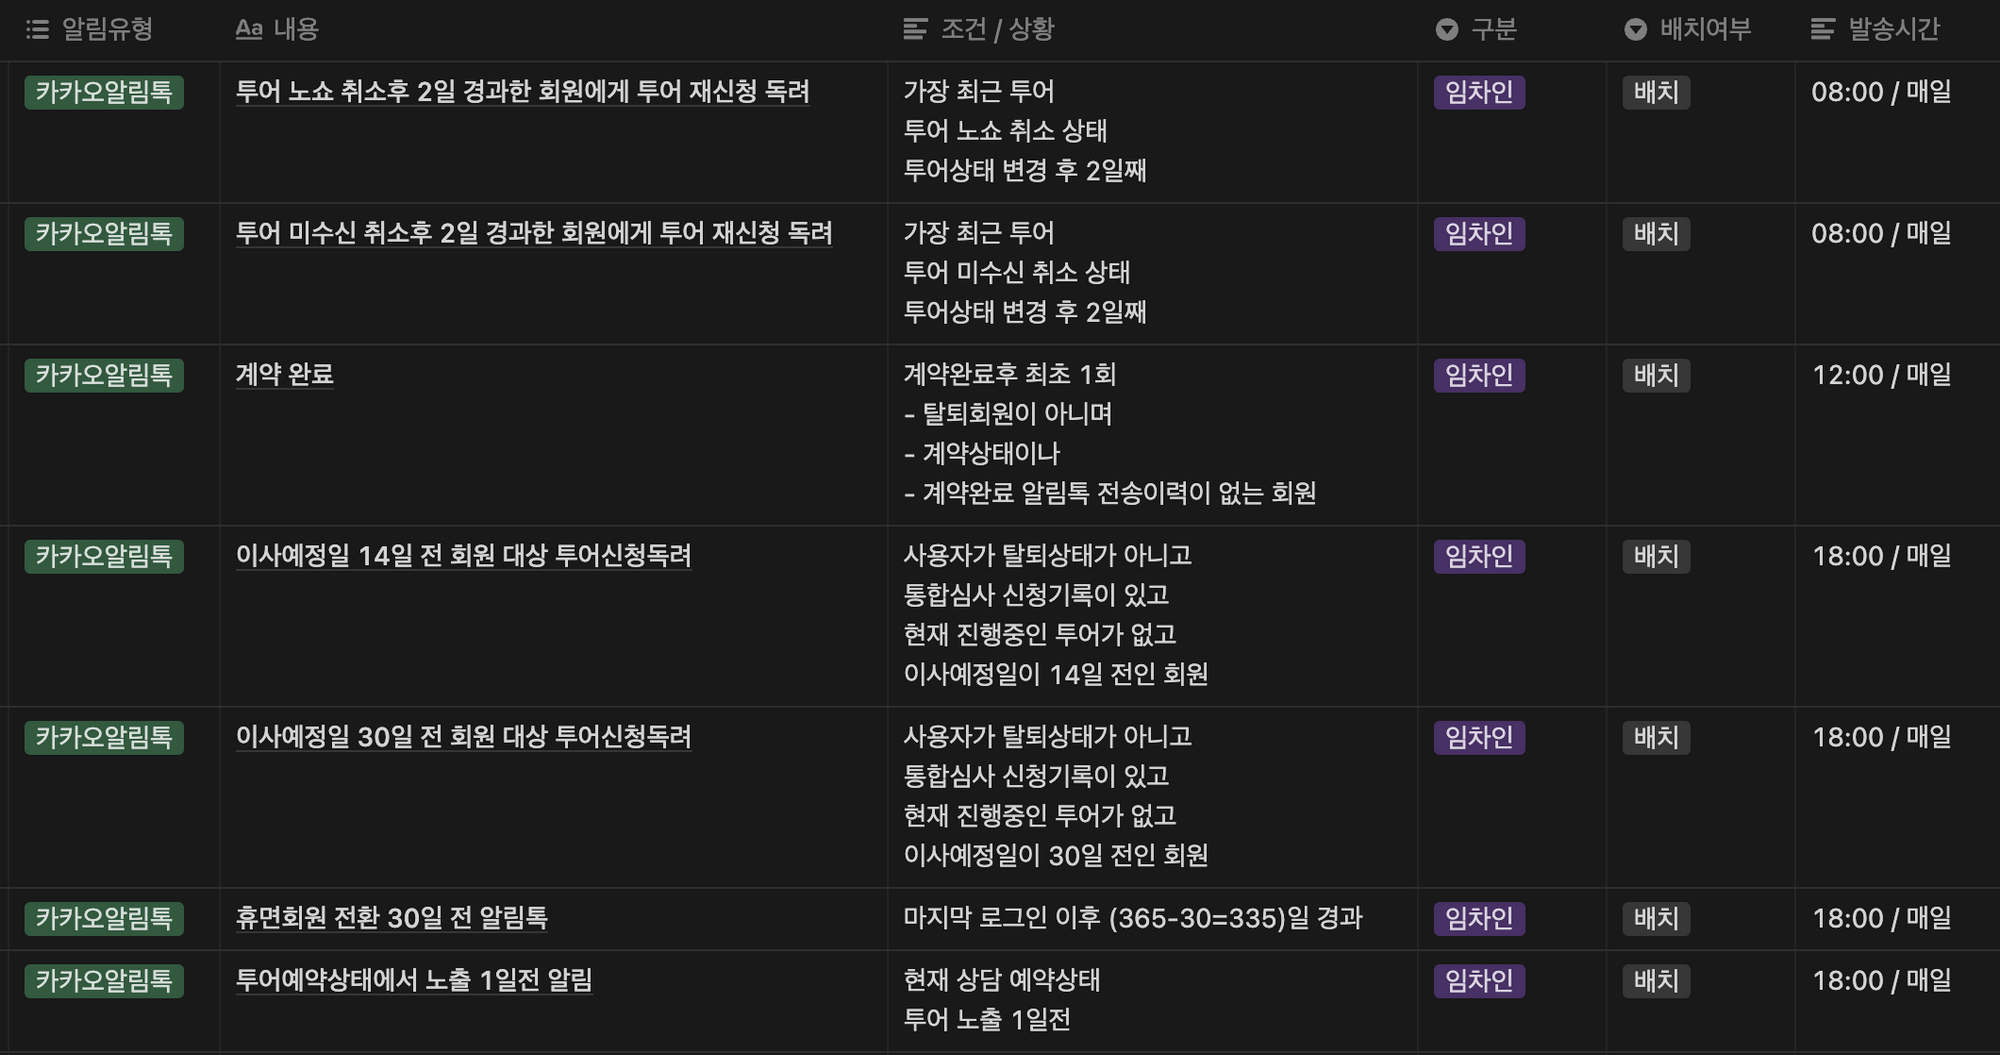 알림유형 Aa 내용 조건 / 상황 구분 배치여부 발송시간
카카오알림톡 투어 노쇼 취소후 2일 경과한 회원에게 투어 재신청 독려 가장 최근 투어 임차인 배치 08:00 / 매일
투어 노쇼 취소 상태
투어상태 변경 후 2일째
카카오알림톡 투어 미수신 취소후 2일 경과한 회원에게 투어 재신청 독려 가장 최근 투어 임차인 배치 08:00 / 매일
투어 미수신 취소 상태
투어상태 변경 후 2일째
카카오알림톡 계약 완료 계약완료후 최초 1회 임차인 배치 12:00 / 매일
- 탈퇴회원이 아니며
- 계약상태이나
- 계약완료 알림톡 전송이력이 없는 회원
카카오알림톡 이사예정일 14일 전 회원 대상 투어신청독려 사용자가 탈퇴상태가 아니고 임차인 배치 18:00 / 매일
통합심사 신청기록이 있고
현재 진행중인 투어가 없고
이사예정일이 14일 전인 회원
카카오알림톡 이사예정일 30일 전 회원 대상 투어신청독려 사용자가 탈퇴상태가 아니고 임차인 배치 18:00 / 매일
통합심사 신청기록이 있고
현재 진행중인 투어가 없고
이사예정일이 30일 전인 회원
카카오알림톡 휴면회원 전환 30일 전 알림톡 마지막 로그인 이후 (365-30=335)일 경과 임차인 배치 18:00 / 매일
카카오알림톡 투어예약상태에서 노출 1일전 알림 현재 상담 예약상태 임차인 배치 18:00 / 매일
투어 노출 1일전